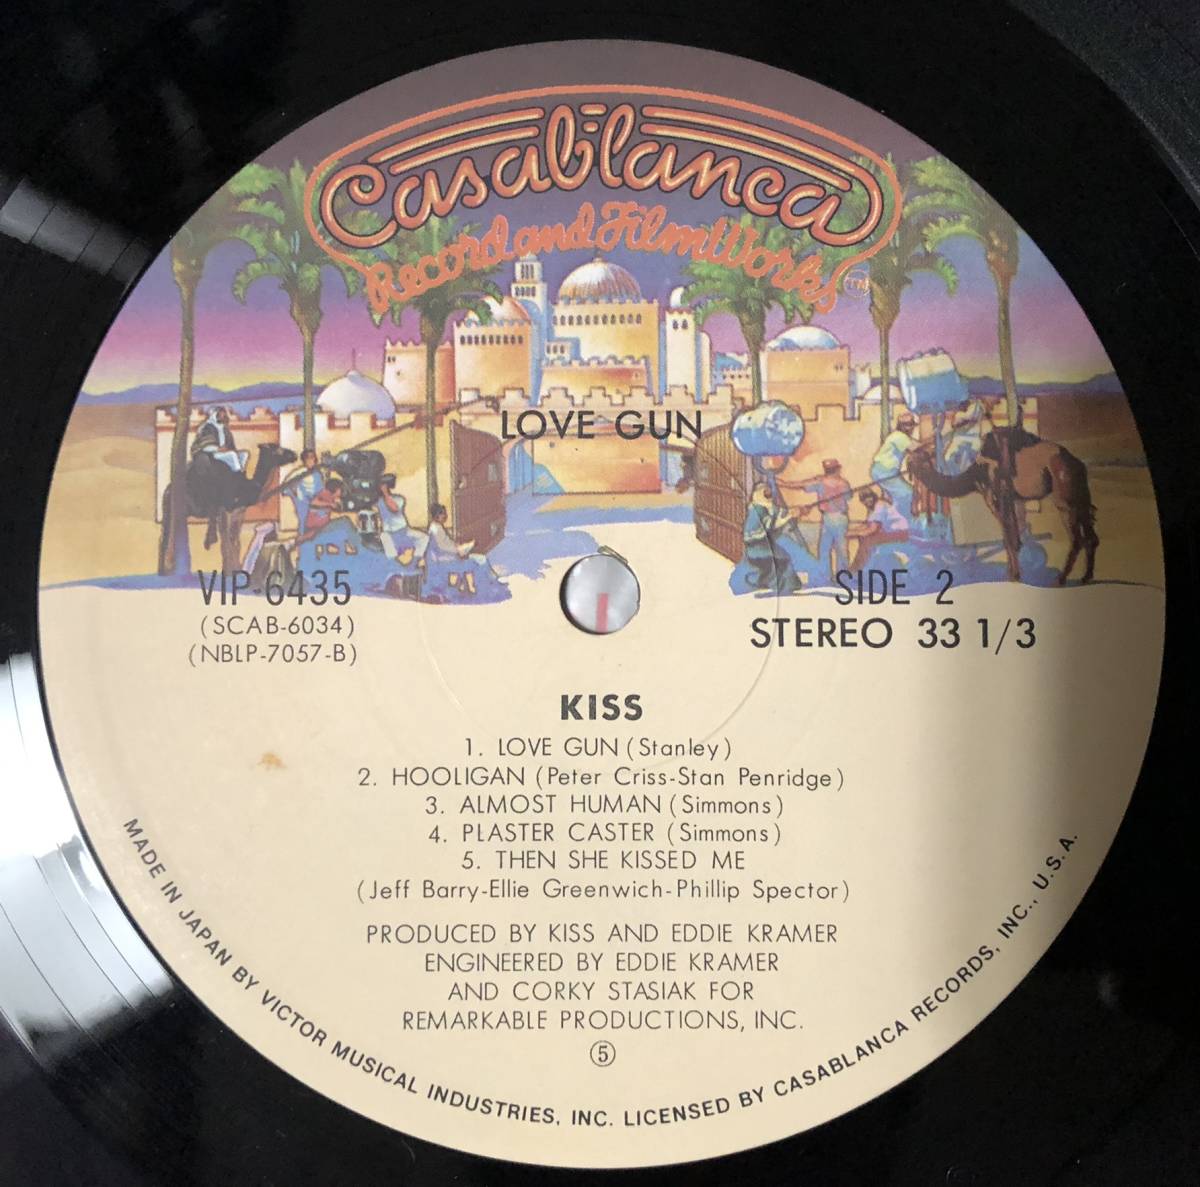 Casablanca
Record and FilmWorks TM
LOVE GUN
VIP-6435
(SCAB-6034)
(NBLP-7057-B)
SIDE 2
STEREO 33 1/3
KISS
1. LOVE GUN (Stanley)
2. HOOLIGAN (Peter Criss-Stan Penridge)
3. ALMOST HUMAN (Simmons)
4. PLASTER CASTER (Simmons)
5. THEN SHE KISSED ME
(Jeff Barry-Ellie Greenwich-Phillip Spector)
PRODUCED BY KISS AND EDDIE KRAMER
ENGINEERED BY EDDIE KRAMER
AND CORKY STASIAK FOR
REMARKABLE PRODUCTIONS, INC.
⑤
MADE IN JAPAN BY VICTOR MUSICAL INDUSTRIES, INC. LICENSED BY CASABLANCA RECORDS, INC., U.S.A.